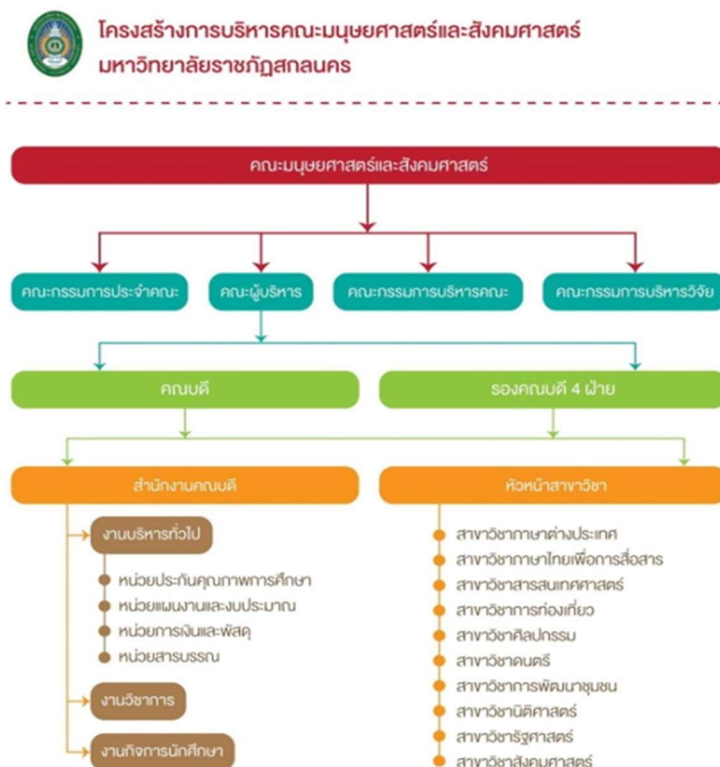 โครงสร้างการบริหารคณะมนุษยศาสตร์และสังคมศาสตร์
มหาวิทยาลัยราชภัฏสกลนคร
คณะมนุษยศาสตร์และสังคมศาสตร์
คณะกรรมการประจำคณะ
คณะผู้บริหาร
คณะกรรมการบริหารคณะ
คณะกรรมการบริหารวิจัย
คณบดี
รองคณบดี 4 ฝ่าย
สำนักงานคณบดี
งานบริหารทั่วไป
หน่วยประกันคุณภาพการศึกษา
หน่วยแผนงานและงบประมาณ
หน่วยการเงินและพัสดุ
หน่วยสารบรรณ
งานวิชาการ
งานกิจการนักศึกษา
หัวหน้าสาขาวิชา
สาขาวิชาภาษาต่างประเทศ
สาขาวิชาภาษาไทยเพื่อการสื่อสาร
สาขาวิชาสารสนเทศศาสตร์
สาขาวิชาการท่องเที่ยว
สาขาวิชาศิลปกรรม
สาขาวิชาดนตรี
สาขาวิชาการพัฒนาชุมชน
สาขาวิชานิติศาสตร์
สาขาวิชารัฐศาสตร์
สาขาวิชาสังคมศาสตร์